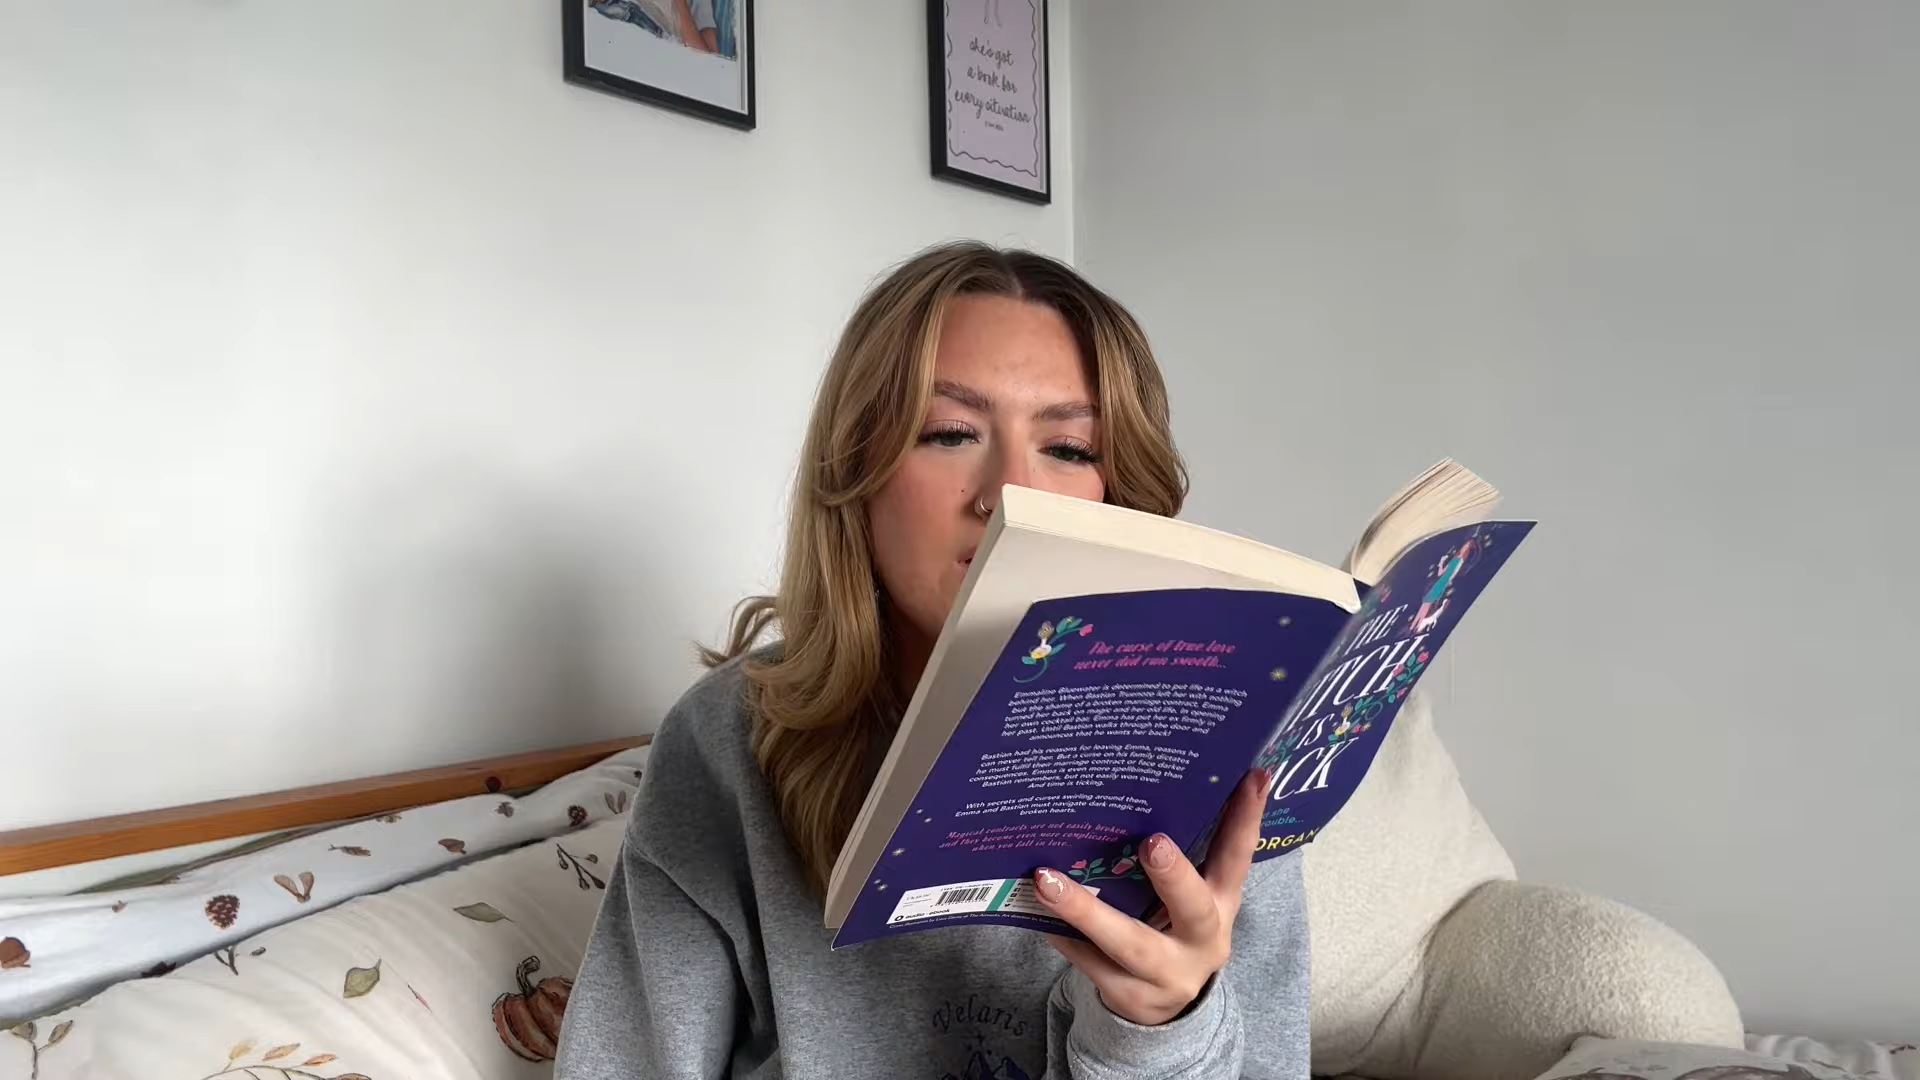 she's got
a book for
every situation
The curse of true love
never did run smooth...
Emmaline Bluewater is determined to put life as a witch
behind her. When Bastian Truenote left her with nothing
but the shame of a broken marriage contract, Emma
turned her back on magic and her old life. In opening
her own cocktail bar, Emma has put her ex firmly in
her past. Until Bastian walks through the door and
announces that he wants her back!
Bastian had his reasons for leaving Emma, reasons he
can never tell her. But a curse on his family dictates
he must fulfil their marriage contract or face darker
consequences. Emma is even more spellbinding than
Bastian remembers, but not easily won over.
And time is ticking.
With secrets and curses swirling around them,
Emma and Bastian must navigate dark magic and
broken hearts.
Magical contracts are not easily broken,
and they become even more complicated
when you fall in love...
audio • ebook
THE
ITCH
IS
CK
she
rouble...
ORGAN
Velaris